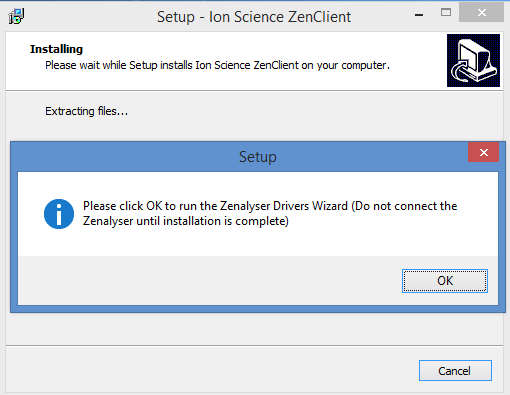 Setup - Ion Science ZenClient
Installing
Please wait while Setup installs Ion Science ZenClient on your computer.
Extracting files...
Setup
Please click OK to run the Zenalyser Drivers Wizard (Do not connect the
Zenalyser until installation is complete)
OK
Cancel